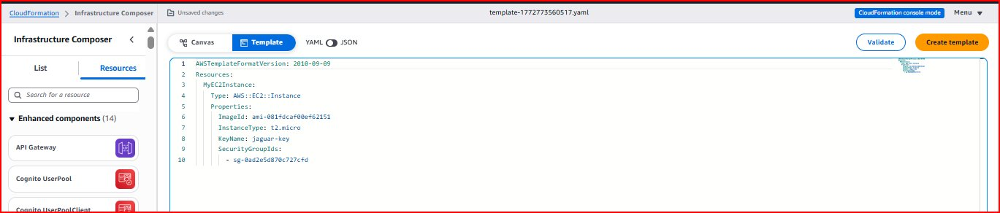 CloudFormation > Infrastructure Composer
Unsaved changes
template-1772773560517.yaml
CloudFormation console mode
Menu
Infrastructure Composer
Canvas
Template
YAML
JSON
Validate
Create template
List
Resources
Search for a resource
Enhanced components (14)
API Gateway
Cognito UserPool
Cognito UserPoolClient
1 AWSTemplateFormatVersion: 2010-09-09
2 Resources:
3   MyEC2Instance:
4     Type: AWS::EC2::Instance
5     Properties:
6       ImageId: ami-081fdcaf00ef62151
7       InstanceType: t2.micro
8       KeyName: jaguar-key
9       SecurityGroupIds:
10         - sg-0ad2e5d870c727cfd